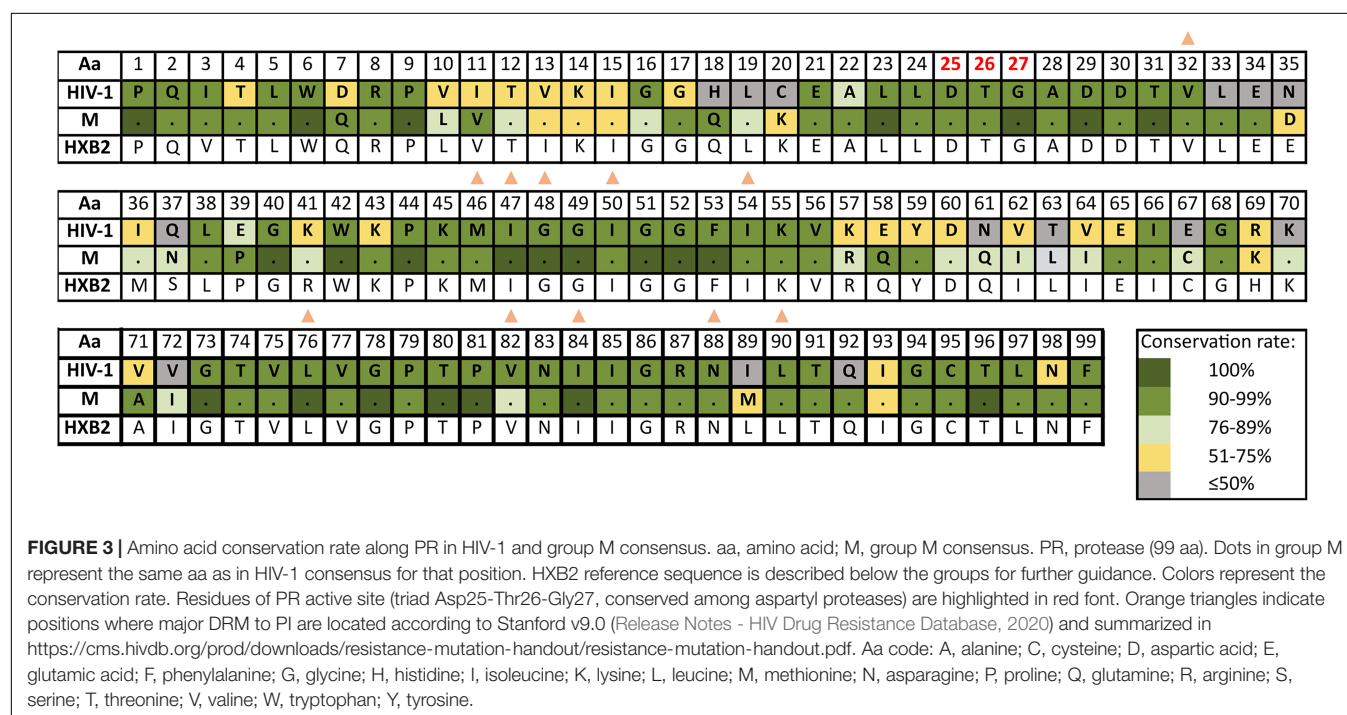 Aa 1 2 3 4 5 6 7 8 9 10 11 12 13 14 15 16 17 18 19 20 21 22 23 24 25 26 27 28 29 30 31 32 33 34 35
HIV-1 P Q I T L W D R P V I T V K I G G H L C E A L L D T G A D D T V L E N
M . . . . . . Q . . L V . . . . . . Q . K . . . . . . . . . . . . . . D
HXB2 P Q V T L W Q R P L V T I K I G G Q L K E A L L D T G A D D T V L E E
Aa 36 37 38 39 40 41 42 43 44 45 46 47 48 49 50 51 52 53 54 55 56 57 58 59 60 61 62 63 64 65 66 67 68 69 70
HIV-1 I Q L E G K W K P K M I G G I G G F I K V K E Y D N V T V E I E G R K
M . N . P . . . . . . . . . . . . . . . . . R Q . . Q I L I . . C . K .
HXB2 M S L P G R W K P K M I G G I G G F I K V R Q Y D Q I L I E I C G H K
Aa 71 72 73 74 75 76 77 78 79 80 81 82 83 84 85 86 87 88 89 90 91 92 93 94 95 96 97 98 99
HIV-1 V V G T V L V G P T P V N I I G R N I L T Q I G C T L N F
M A I . . . . . . . . . . . . . . . . M . . . . . . . . . .
HXB2 A I G T V L V G P T P V N I I G R N L L T Q I G C T L N F
Conservation rate:
100%
90-99%
76-89%
51-75%
≤50%
FIGURE 3 | Amino acid conservation rate along PR in HIV-1 and group M consensus. aa, amino acid; M, group M consensus. PR, protease (99 aa). Dots in group M
represent the same aa as in HIV-1 consensus for that position. HXB2 reference sequence is described below the groups for further guidance. Colors represent the
conservation rate. Residues of PR active site (triad Asp25-Thr26-Gly27, conserved among aspartyl proteases) are highlighted in red font. Orange triangles indicate
positions where major DRM to PI are located according to Stanford v9.0 (Release Notes - HIV Drug Resistance Database, 2020) and summarized in
https://cms.hivdb.org/prod/downloads/resistance-mutation-handout/resistance-mutation-handout.pdf. Aa code: A, alanine; C, cysteine; D, aspartic acid; E,
glutamic acid; F, phenylalanine; G, glycine; H, histidine; I, isoleucine; K, lysine; L, leucine; M, methionine; N, asparagine; P, proline; Q, glutamine; R, arginine; S,
serine; T, threonine; V, valine; W, tryptophan; Y, tyrosine.